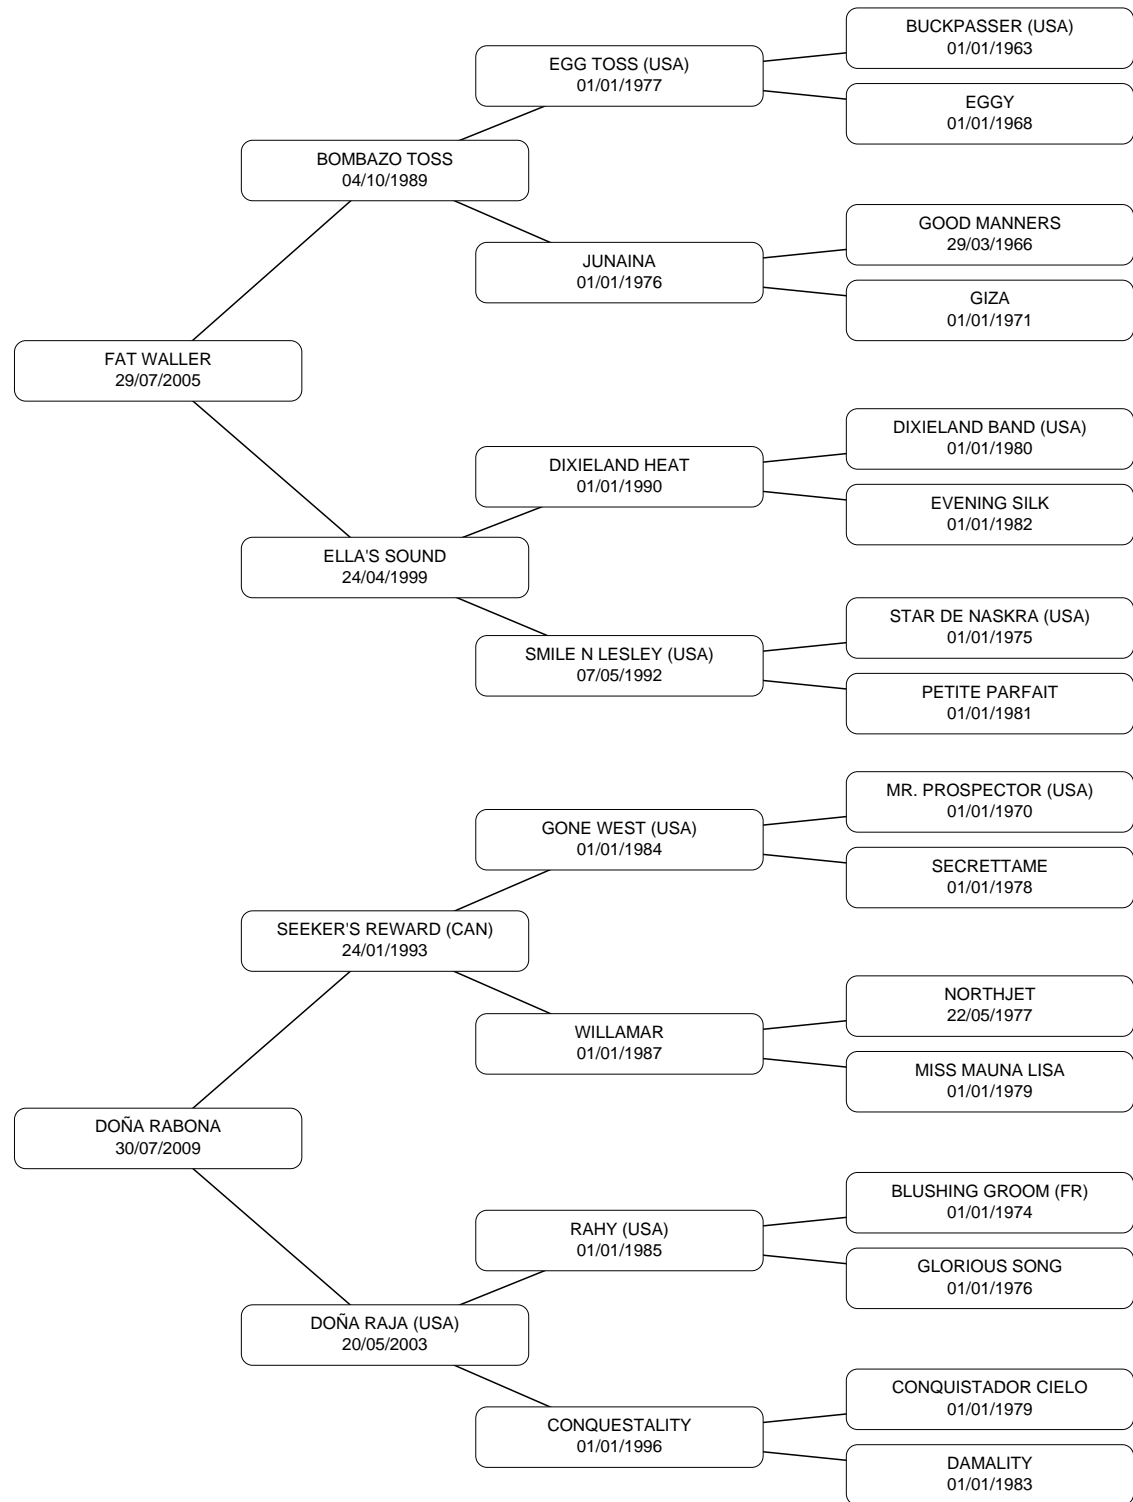 BUCKPASSER (USA)
01/01/1963
EGG TOSS (USA)
01/01/1977
EGGY
01/01/1968
BOMBAZO TOSS
04/10/1989
GOOD MANNERS
29/03/1966
JUNAINA
01/01/1976
GIZA
01/01/1971
FAT WALLER
29/07/2005
DIXIELAND BAND (USA)
01/01/1980
DIXIELAND HEAT
01/01/1990
EVENING SILK
01/01/1982
ELLA'S SOUND
24/04/1999
STAR DE NASKRA (USA)
01/01/1975
SMILE N LESLEY (USA)
07/05/1992
PETITE PARFAIT
01/01/1981
MR. PROSPECTOR (USA)
01/01/1970
GONE WEST (USA)
01/01/1984
SECRETTAME
01/01/1978
SEEKER'S REWARD (CAN)
24/01/1993
NORTHJET
22/05/1977
WILLAMAR
01/01/1987
MISS MAUNA LISA
01/01/1979
DOÑA RABONA
30/07/2009
BLUSHING GROOM (FR)
01/01/1974
RAHY (USA)
01/01/1985
GLORIOUS SONG
01/01/1976
DOÑA RAJA (USA)
20/05/2003
CONQUISTADOR CIELO
01/01/1979
CONQUESTALITY
01/01/1996
DAMALITY
01/01/1983